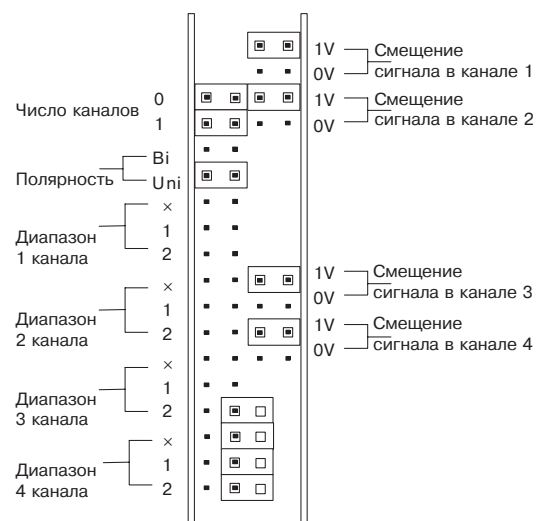 1V
Смещение
0V
сигнала в канале 1
Число каналов
0
1
1V
Смещение
0V
сигнала в канале 2
Полярность
Bi
Uni
Диапазон
1 канала
×
1
2
1V
Смещение
0V
сигнала в канале 3
Диапазон
2 канала
×
1
2
1V
Смещение
0V
сигнала в канале 4
Диапазон
3 канала
×
1
2
Диапазон
4 канала
×
1
2